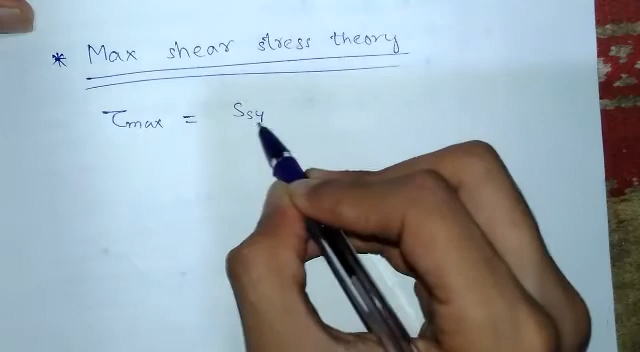 * Max shear stress theory
τmax = Ssy